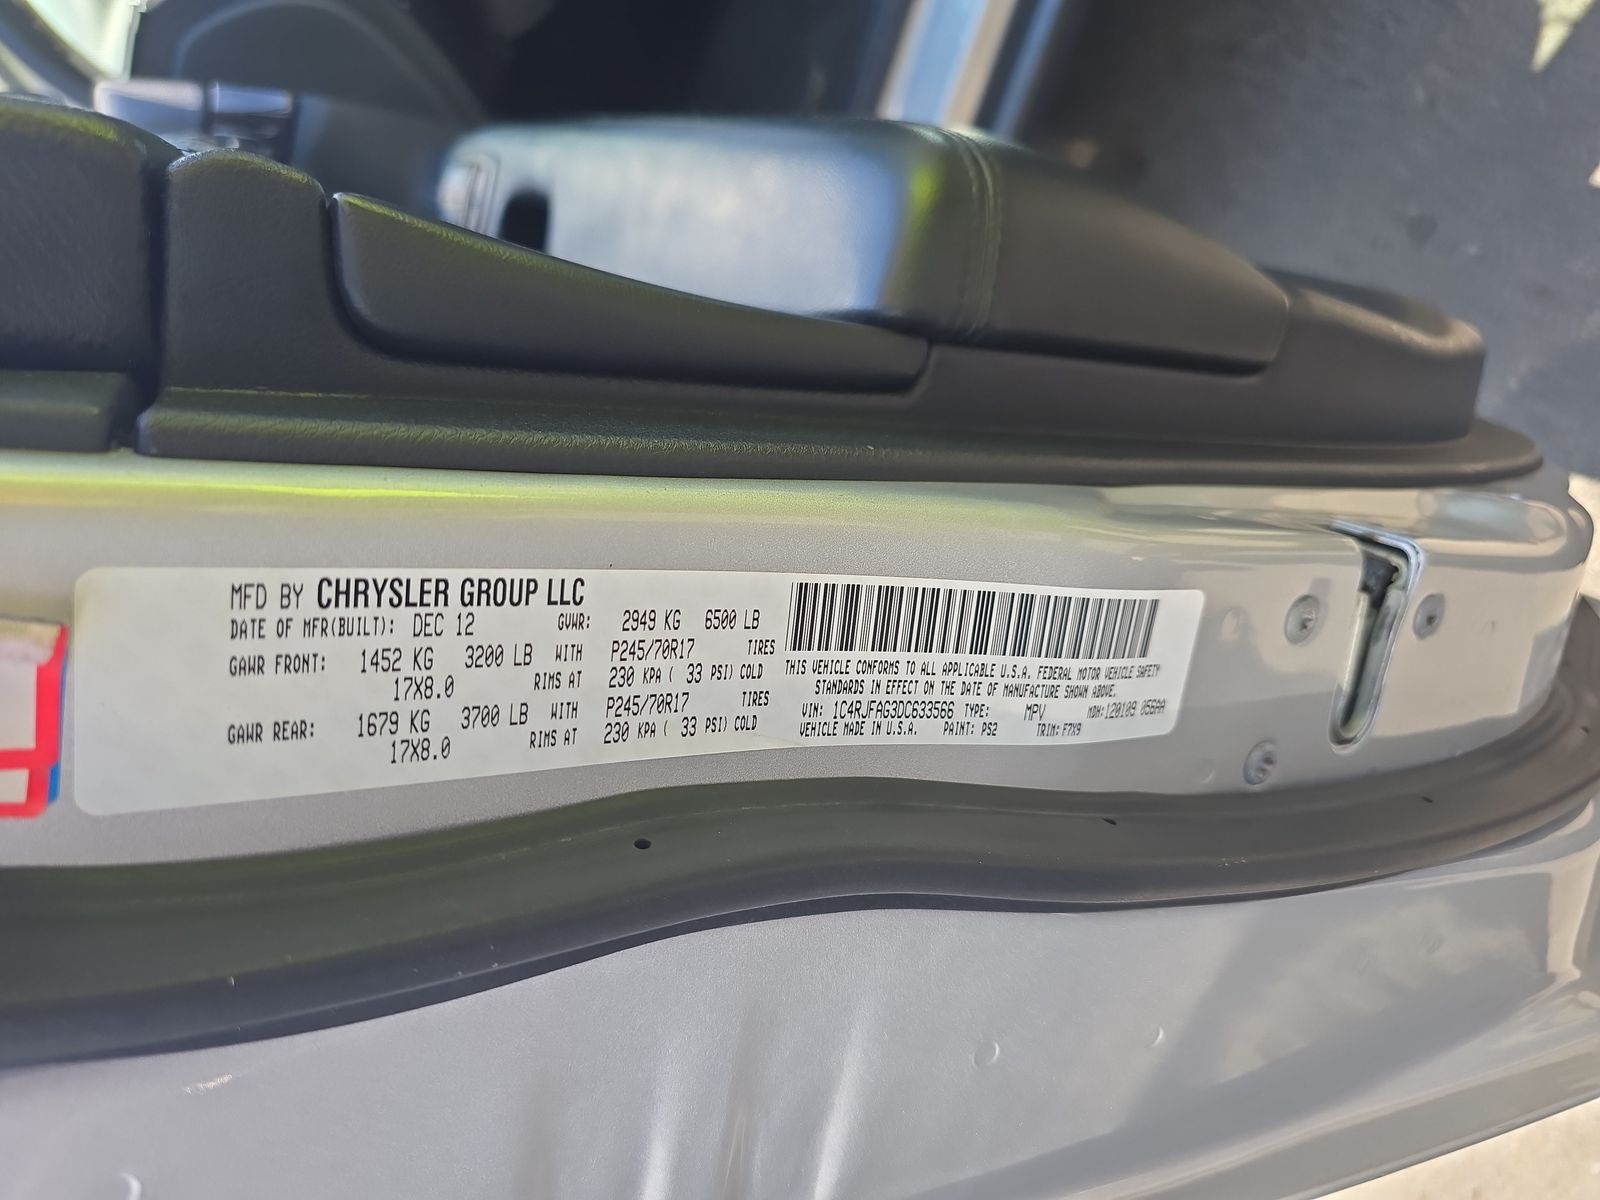 MFD BY CHRYSLER GROUP LLC
DATE OF MFR(BUILT): DEC 12 GVWR: 2949 KG 6500 LB
GAWR FRONT: 1452 KG 3200 LB WITH P245/70R17 TIRES
17X8.0 RIMS AT 230 KPA ( 33 PSI) COLD
GAWR REAR: 1679 KG 3700 LB WITH P245/70R17 TIRES
17X8.0 RIMS AT 230 KPA ( 33 PSI) COLD
THIS VEHICLE CONFORMS TO ALL APPLICABLE U.S.A. FEDERAL MOTOR VEHICLE SAFETY
STANDARDS IN EFFECT ON THE DATE OF MANUFACTURE SHOWN ABOVE.
VIN: 1C4RJFAG3DC633566 TYPE: MPV MDH:120109 056AA
VEHICLE MADE IN U.S.A. PAINT: PS2 TRIM: F7X9